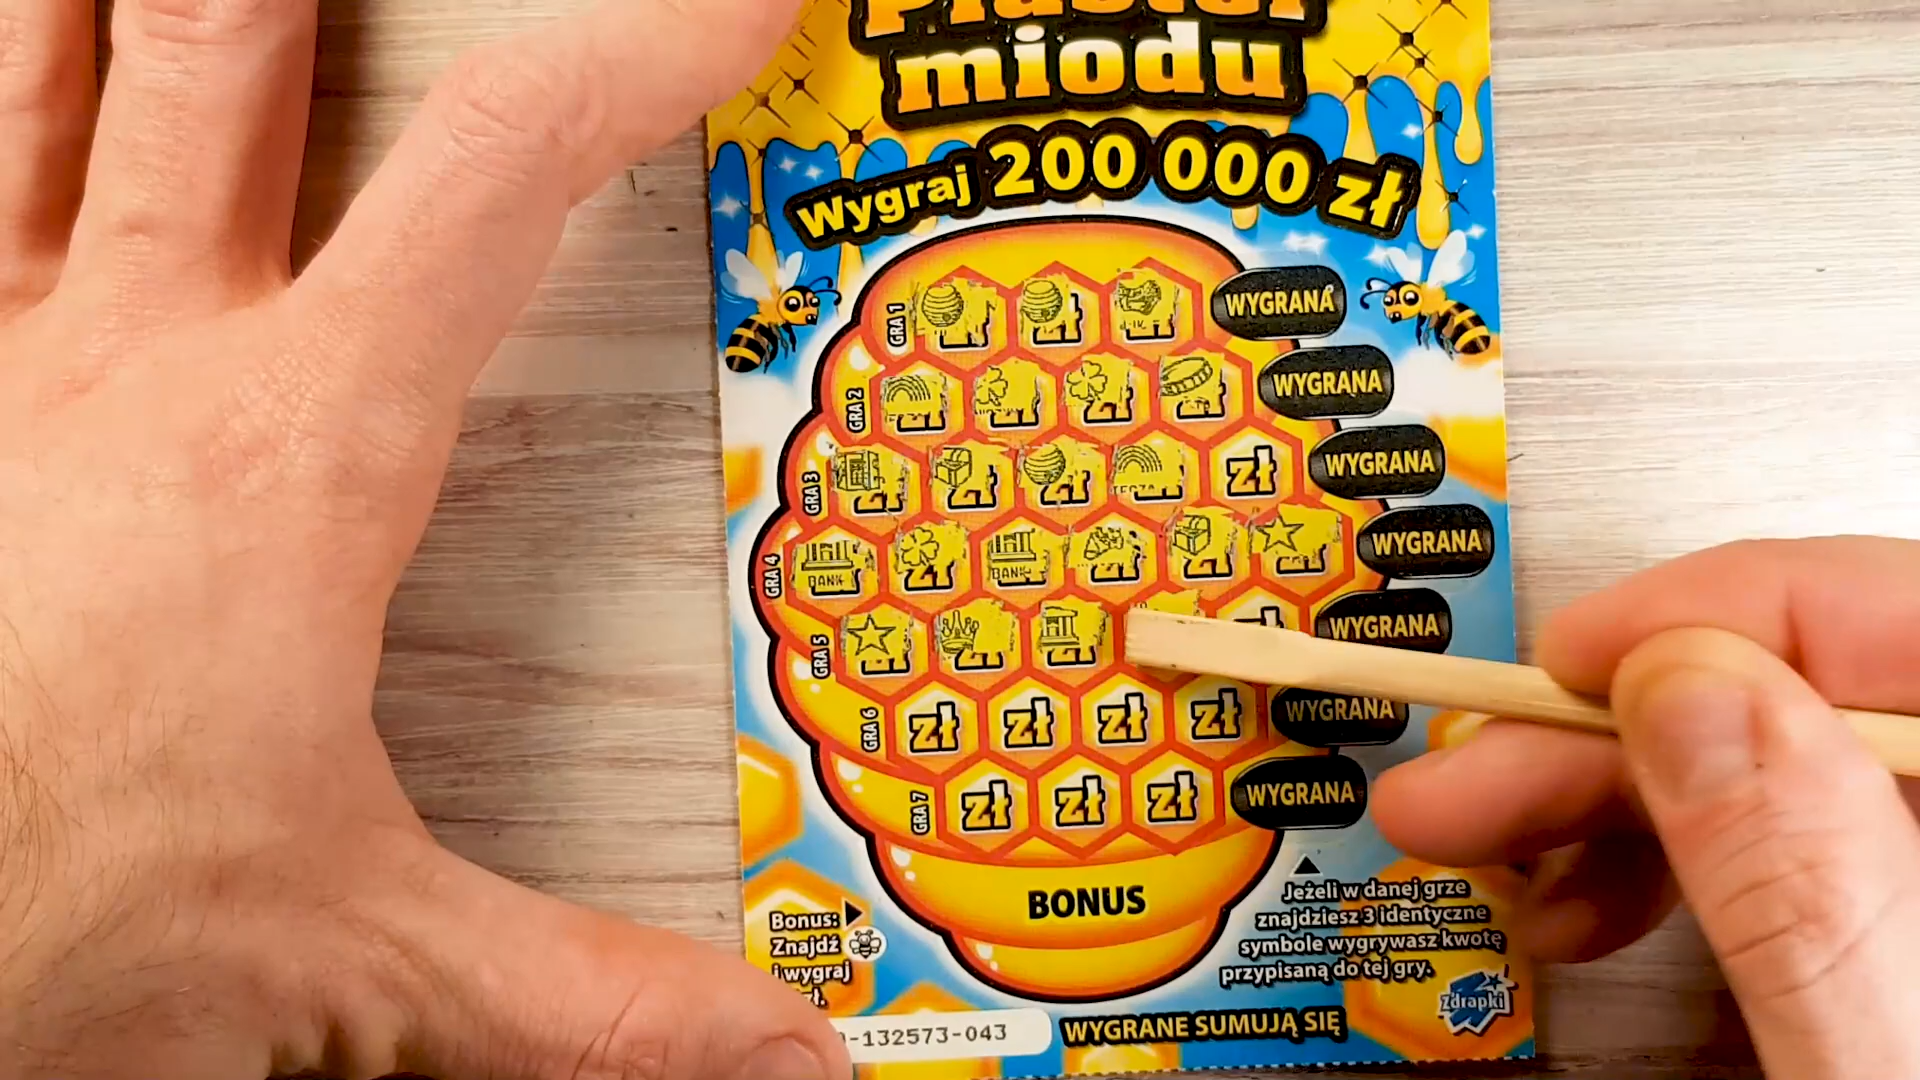 Plaster
miodu
Wygraj 200 000 zł
GRA 1
WYGRANA
GRA 2
WYGRANA
GRA 3
zł
WYGRANA
GRA 4
BANK
BANK
WYGRANA
GRA 5
WYGRANA
GRA 6
zł zł zł zł
WYGRANA
GRA 7
zł zł zł
WYGRANA
BONUS
Bonus:
Znajdź
i wygraj
zł.
Jeżeli w danej grze
znajdziesz 3 identyczne
symbole wygrywasz kwotę
przypisaną do tej gry.
Zdrapki
-132573-043
WYGRANE SUMUJĄ SIĘ